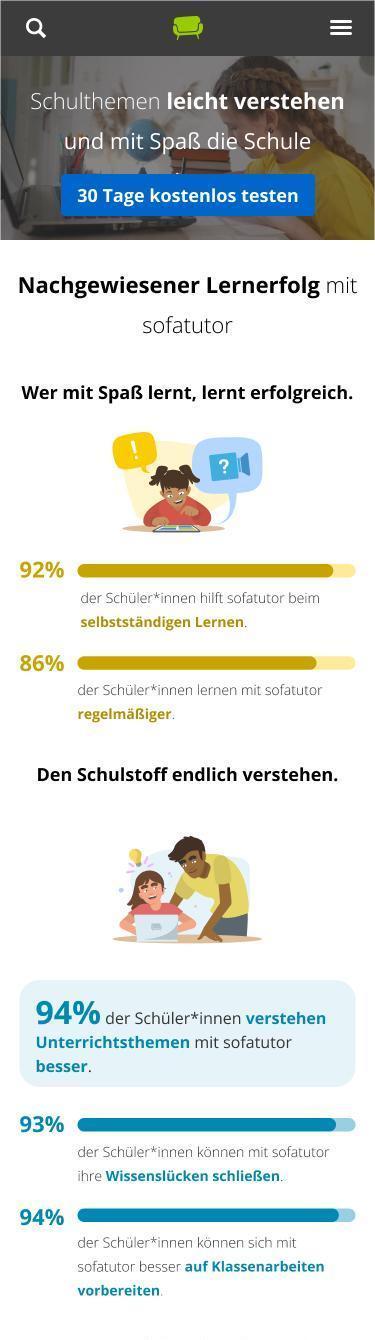 Schulthemen leicht verstehen
und mit Spaß die Schule
30 Tage kostenlos testen
Nachgewiesener Lernerfolg mit
sofatutor
Wer mit Spaß lernt, lernt erfolgreich.
!
?
92%
der Schüler*innen hilft sofatutor beim
selbstständigen Lernen.
86%
der Schüler*innen lernen mit sofatutor
regelmäßiger.
Den Schulstoff endlich verstehen.
94% der Schüler*innen verstehen
Unterrichtsthemen mit sofatutor
besser.
93%
der Schüler*innen können mit sofatutor
ihre Wissenslücken schließen.
94%
der Schüler*innen können sich mit
sofatutor besser auf Klassenarbeiten
vorbereiten.